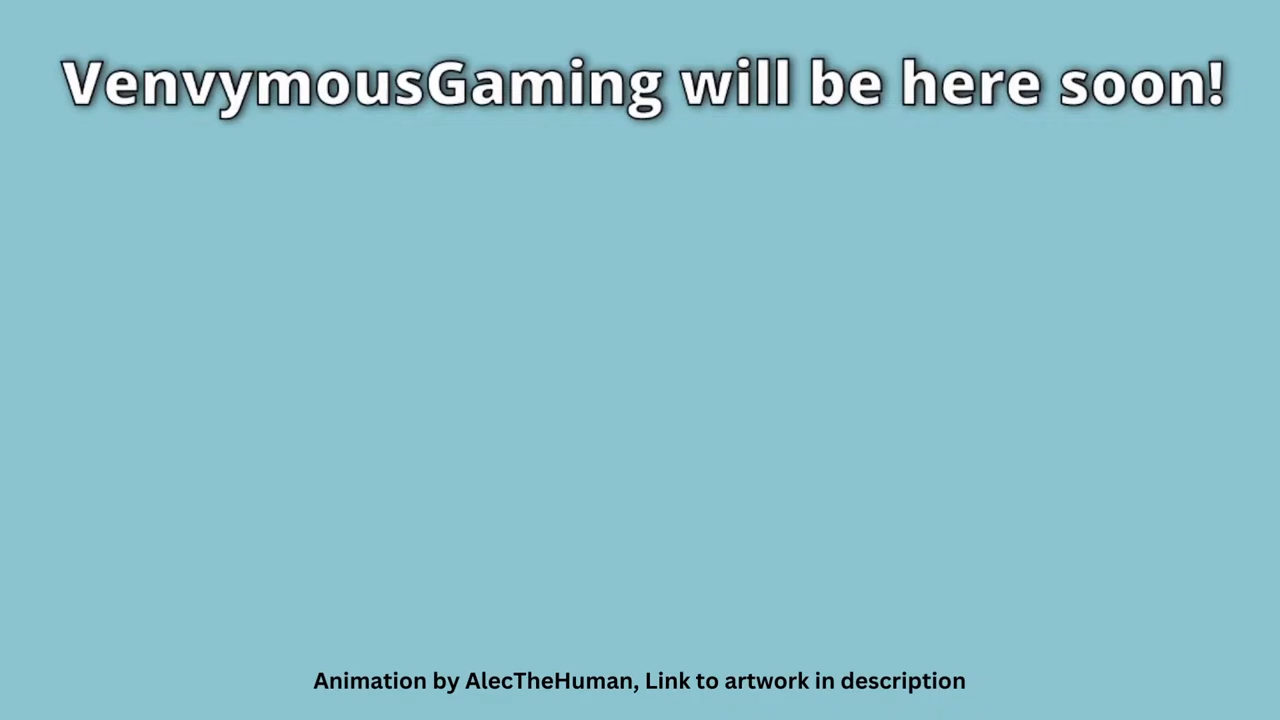 VenvymousGaming will be here soon!
Animation by AlecTheHuman, Link to artwork in description